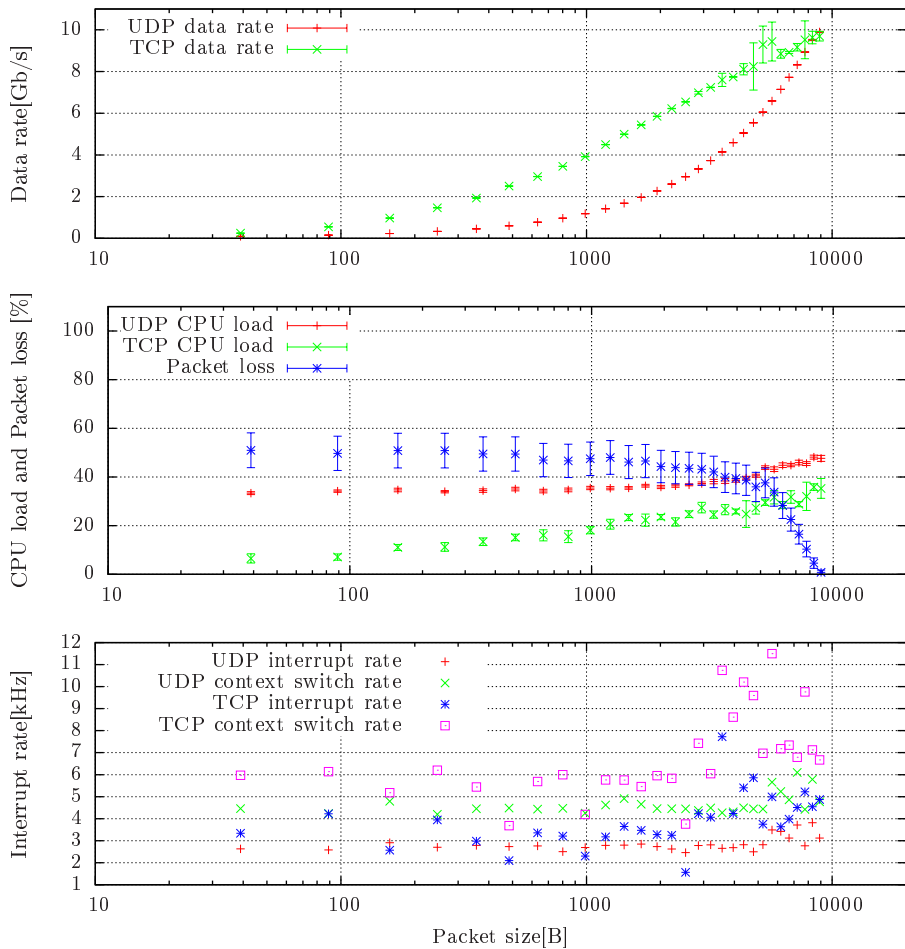 10
8
6
4
2
0
Data rate[Gb/s]
UDP data rate
TCP data rate
10 100 1000 10000
100
80
60
40
20
0
CPU load and Packet loss [%]
UDP CPU load
TCP CPU load
Packet loss
10 100 1000 10000
12
11
10
9
8
7
6
5
4
3
2
1
Interrupt rate[kHz]
UDP interrupt rate
UDP context switch rate
TCP interrupt rate
TCP context switch rate
10 100 1000 10000
Packet size[B]